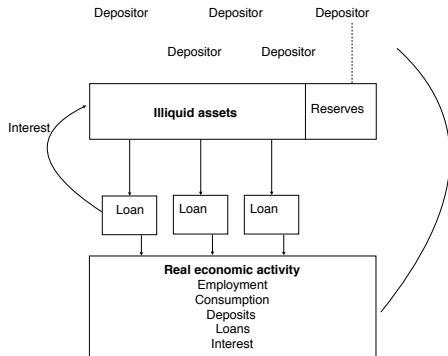 Depositor
Depositor
Depositor
Depositor
Depositor
Illiquid assets
Reserves
Interest
Loan
Loan
Loan
Real economic activity
Employment
Consumption
Deposits
Loans
Interest